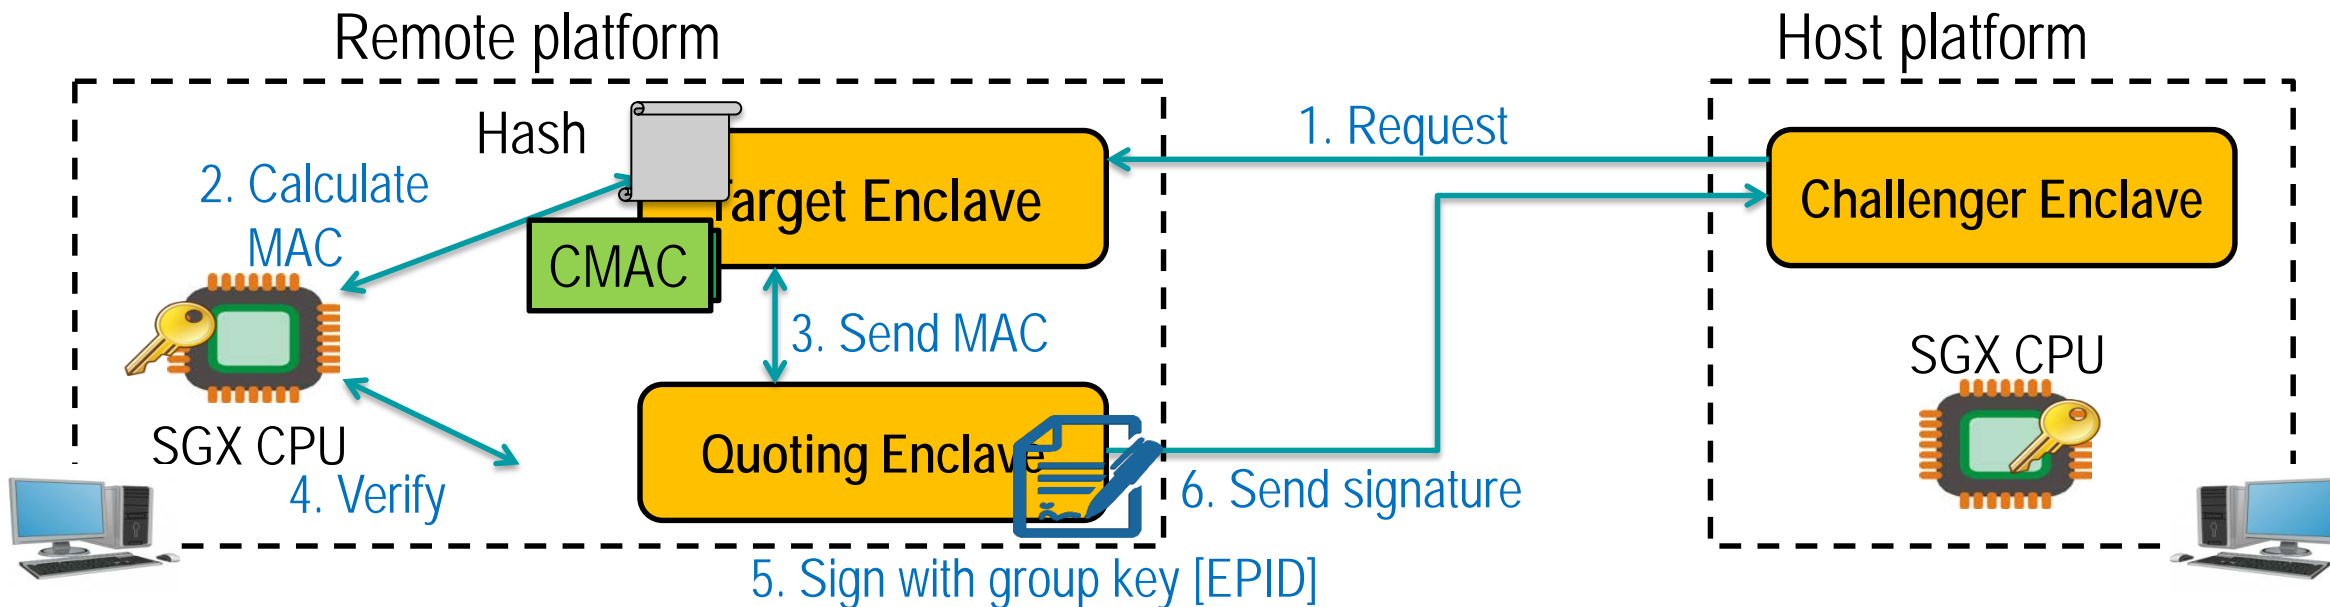 Remote platform
Host platform
Hash
1. Request
2. Calculate
MAC
Target Enclave
Challenger Enclave
CMAC
3. Send MAC
SGX CPU
SGX CPU
Quoting Enclave
4. Verify
6. Send signature
5. Sign with group key [EPID]